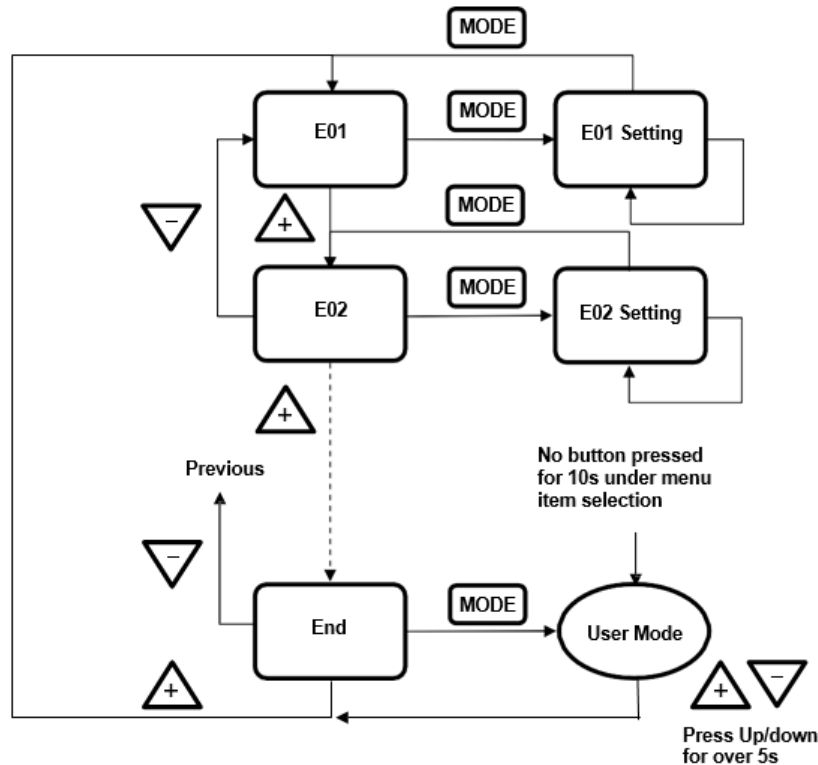 MODE
E01
MODE
E01 Setting
−
+
MODE
E02
MODE
E02 Setting
+
Previous
No button pressed
for 10s under menu
item selection
−
End
MODE
User Mode
+
+
−
Press Up/down
for over 5s